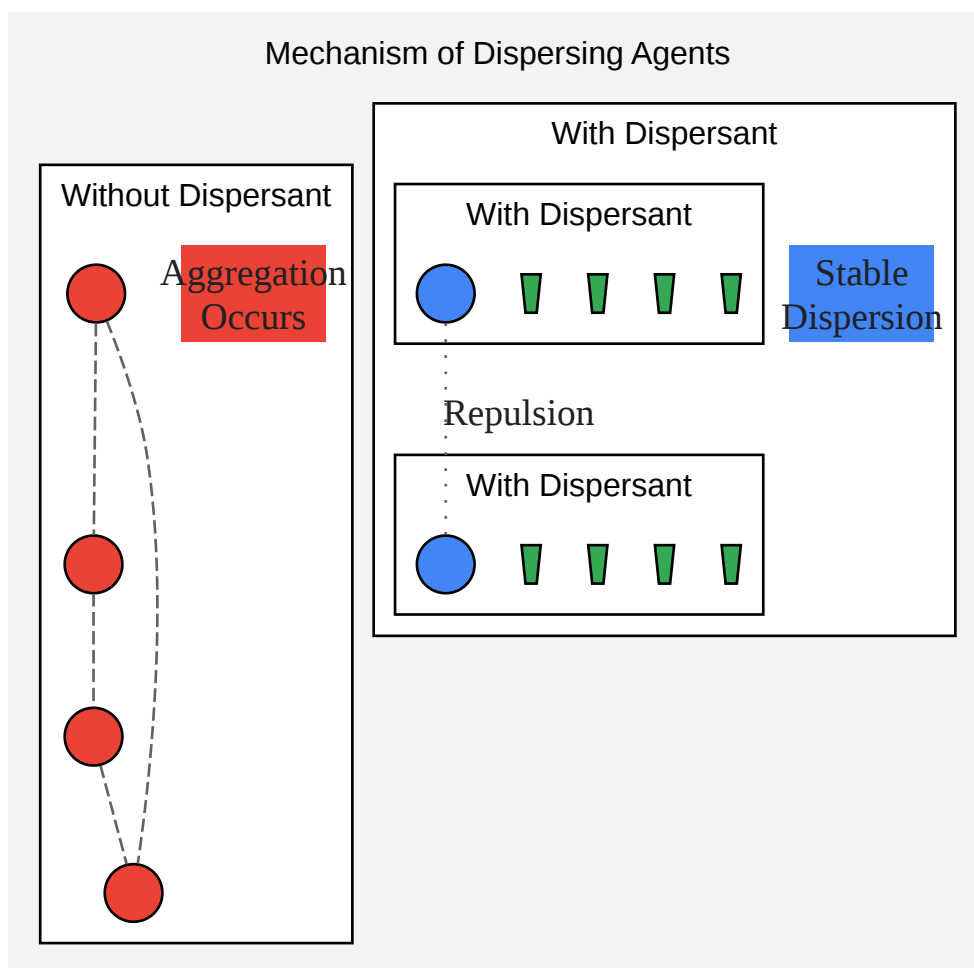 Mechanism of Dispersing Agents
Without Dispersant
Aggregation
Occurs
With Dispersant
With Dispersant
Stable
Dispersion
Repulsion
With Dispersant